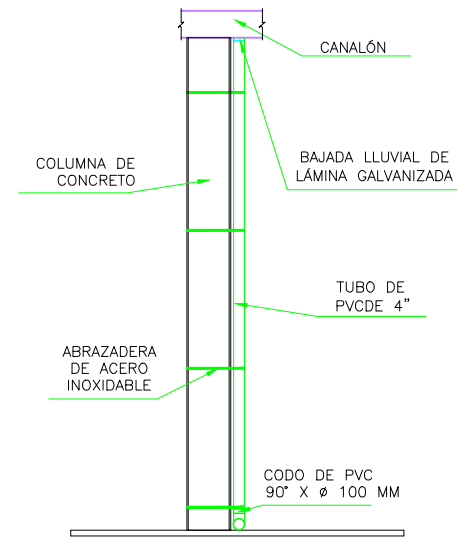 CANALÓN
COLUMNA DE
CONCRETO
BAJADA LLUVIAL DE
LÁMINA GALVANIZADA
TUBO DE
PVCDE 4"
ABRAZADERA
DE ACERO
INOXIDABLE
CODO DE PVC
90° X Ø 100 MM